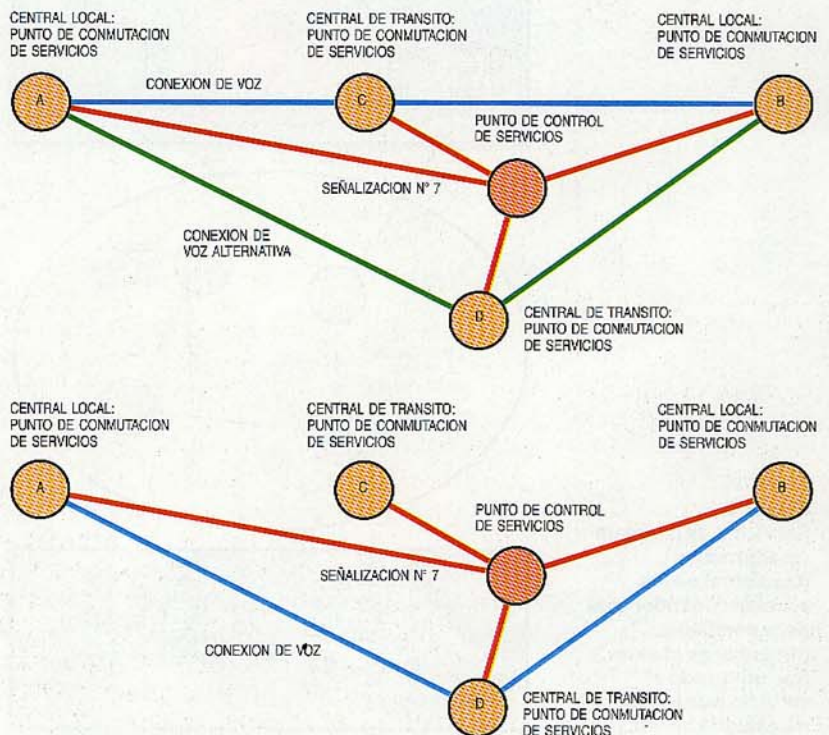 CENTRAL LOCAL:
PUNTO DE CONMUTACION
DE SERVICIOS
CENTRAL DE TRANSITO:
PUNTO DE CONMUTACION
DE SERVICIOS
CENTRAL LOCAL:
PUNTO DE CONMUTACION
DE SERVICIOS
CONEXION DE VOZ
A
C
B
PUNTO DE CONTROL
DE SERVICIOS
SEÑALIZACION N° 7
CONEXION DE
VOZ ALTERNATIVA
D
CENTRAL DE TRANSITO:
PUNTO DE CONMUTACION
DE SERVICIOS
CENTRAL LOCAL:
PUNTO DE CONMUTACION
DE SERVICIOS
CENTRAL DE TRANSITO:
PUNTO DE CONMUTACION
DE SERVICIOS
CENTRAL LOCAL:
PUNTO DE CONMUTACION
DE SERVICIOS
A
C
B
PUNTO DE CONTROL
DE SERVICIOS
SEÑALIZACION N° 7
CONEXION DE VOZ
D
CENTRAL DE TRANSITO:
PUNTO DE CONMUTACION
DE SERVICIOS